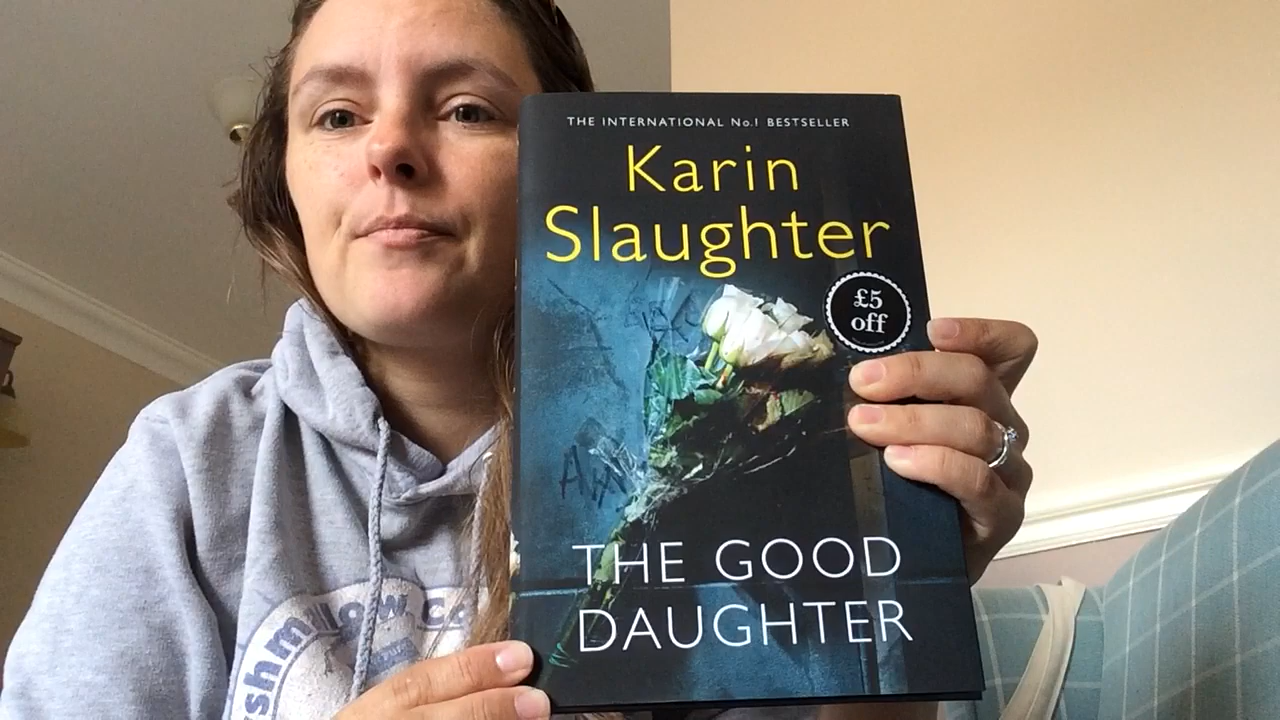 THE INTERNATIONAL No.1 BESTSELLER
Karin
Slaughter
£5
off
THE GOOD
DAUGHTER